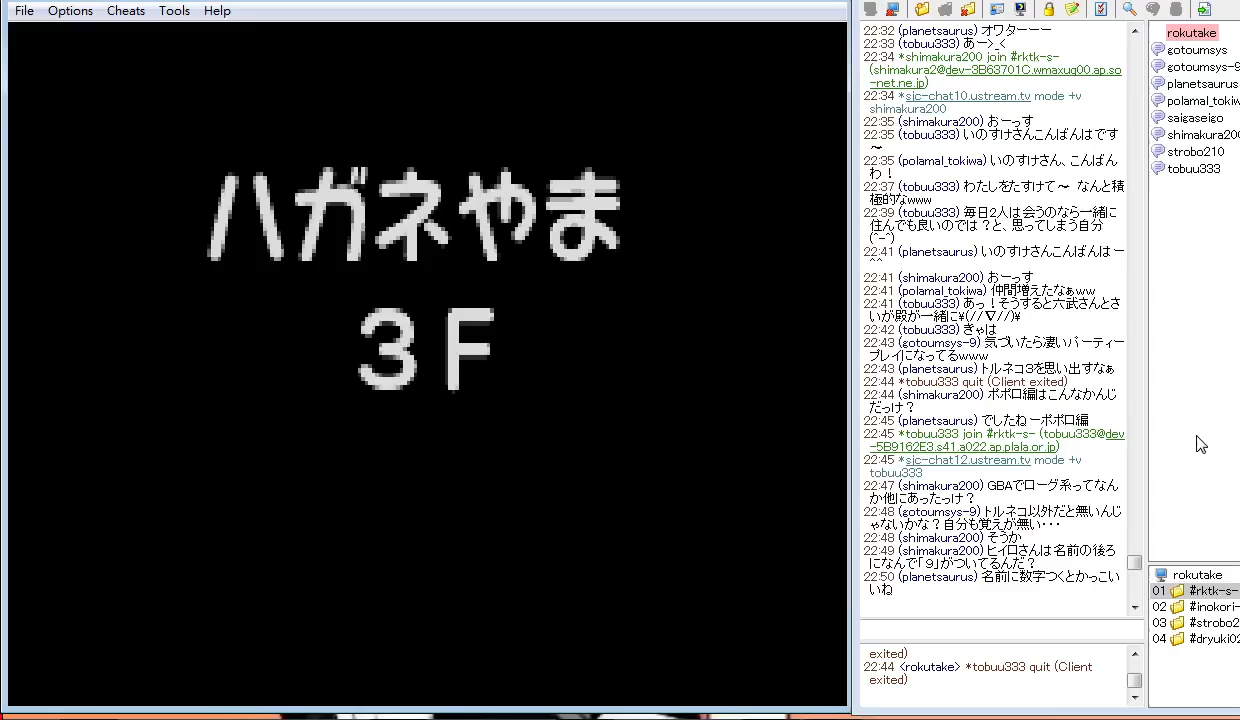 File Options Cheats Tools Help
ハガネやま
3F
22:32 (planetsaurus) オワターーー
22:33 (tobuu333) あー>_<
22:34 *shimakura200 join #rktk-s-
(shimakura2@dev-3B63701C.wmaxuq00.ap.so
-net.ne.jp)
22:34 *sjc-chat10.ustream.tv mode +v
shimakura200
22:35 (shimakura200) おーっす
22:35 (tobuu333) いのすけさんこんばんはです
～
22:35 (polamal_tokiwa) いのすけさん、こんばん
わ！
22:37 (tobuu333) わたしをたすけて～ なんと積
極的なwww
22:39 (tobuu333) 毎日2人は会うのなら一緒に
住んでも良いのでは？と、思ってしまう自分
(^-^)
22:41 (planetsaurus) いのすけさんこんばんはー
^^
22:41 (shimakura200) おーっす
22:41 (polamal_tokiwa) 仲間増えたなぁww
22:41 (tobuu333) あっ！そうすると六武さんとさ
いが殿が一緒に¥(//∇//)¥
22:42 (tobuu333) きゃは
22:43 (gotoumsys-9) 気づいたら凄いパーティー
プレイになってるwww
22:43 (planetsaurus) トルネコ3を思い出すなぁ
22:44 *tobuu333 quit (Client exited)
22:44 (shimakura200) ポポロ編はこんなかんじ
だっけ？
22:45 (planetsaurus) でしたねーポポロ編
22:45 *tobuu333 join #rktk-s- (tobuu333@dev
-5B9162E3.s41.a022.ap.plala.or.jp)
22:45 *sjc-chat12.ustream.tv mode +v
tobuu333
22:47 (shimakura200) GBAでローグ系ってなん
か他にあったっけ？
22:48 (gotoumsys-9) トルネコ以外だと無いんじ
ゃないかな？自分も覚えが無い・・・
22:48 (shimakura200) そうか
22:49 (shimakura200) ヒイロさんは名前の後ろ
になんで「9」がついてるんだ？
22:50 (planetsaurus) 名前に数字つくとかっこい
いね
exited)
22:44 <rokutake> *tobuu333 quit (Client
exited)
rokutake
gotoumsys
gotoumsys-9
planetsaurus
polamal_tokiw
saigaseigo
shimakura200
strobo210
tobuu333
rokutake
01 #rktk-s-
02 #inokori-
03 #strobo2
04 #dryuki02